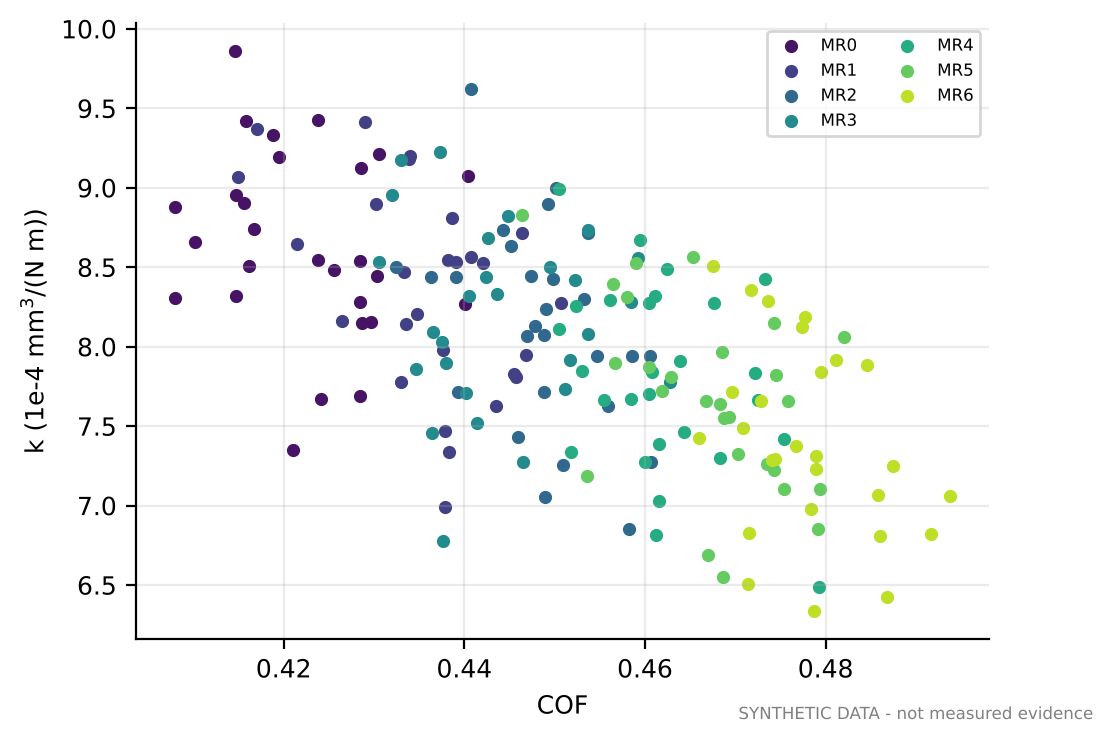 10.0
9.5
9.0
8.5
8.0
7.5
7.0
6.5
k (1e-4 mm³/(N m))
0.42 0.44 0.46 0.48
COF
MR0 MR4
MR1 MR5
MR2 MR6
MR3
SYNTHETIC DATA - not measured evidence